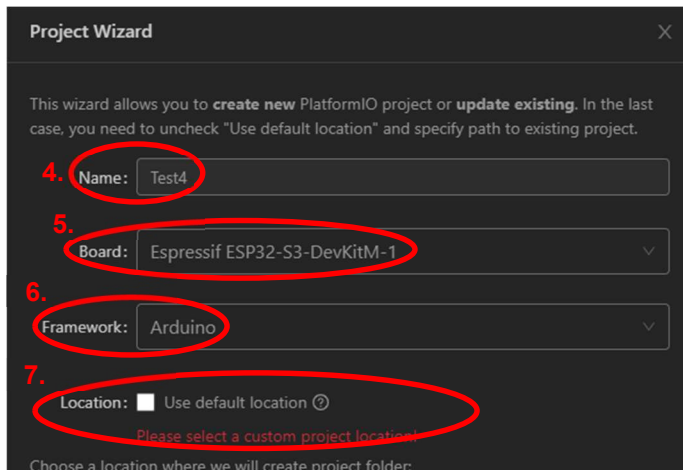 Project Wizard
This wizard allows you to create new PlatformIO project or update existing. In the last
case, you need to uncheck "Use default location" and specify path to existing project.
4. Name: Test4
5.
Board: Espressif ESP32-S3-DevKitM-1
6.
Framework: Arduino
7.
Location: Use default location ?
Please select a custom project location!
Choose a location where we will create project folder: